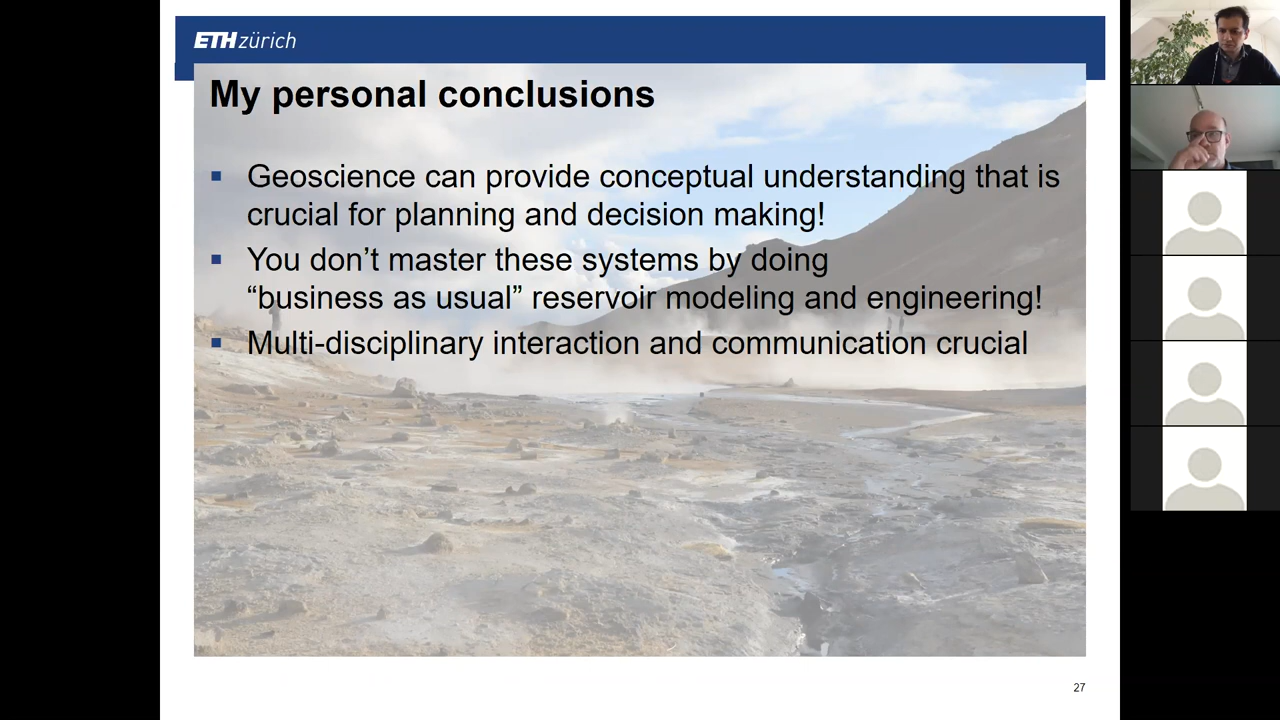 ETH zürich
My personal conclusions
▪ Geoscience can provide conceptual understanding that is
crucial for planning and decision making!
▪ You don’t master these systems by doing
“business as usual” reservoir modeling and engineering!
▪ Multi-disciplinary interaction and communication crucial
27